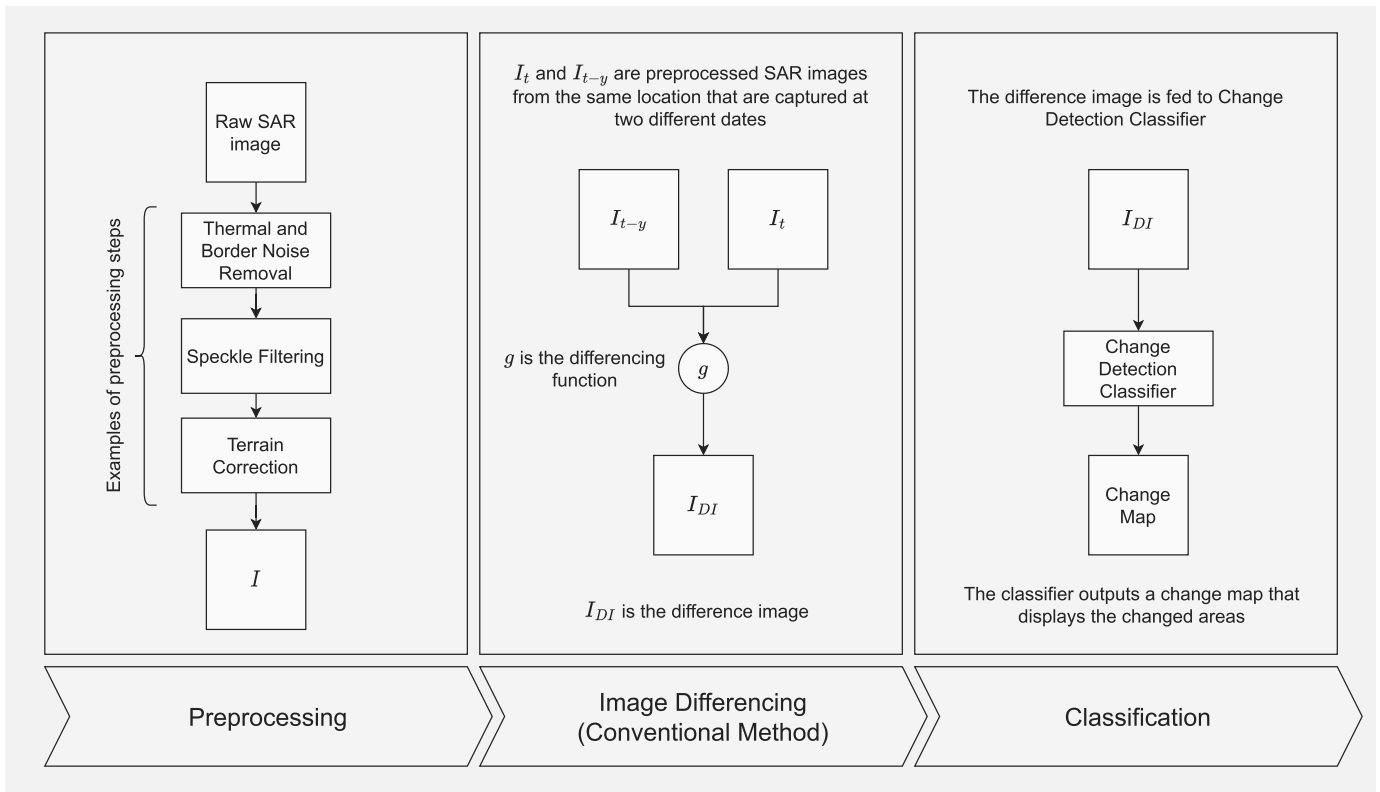 Raw SAR
image
Examples of preprocessing steps
Thermal and
Border Noise
Removal
Speckle Filtering
Terrain
Correction
I
I_t and I_{t-y} are preprocessed SAR images
from the same location that are captured at
two different dates
I_{t-y}
I_t
g is the differencing
function
g
I_{DI}
I_{DI} is the difference image
The difference image is fed to Change
Detection Classifier
I_{DI}
Change
Detection
Classifier
Change
Map
The classifier outputs a change map that
displays the changed areas
Preprocessing
Image Differencing
(Conventional Method)
Classification